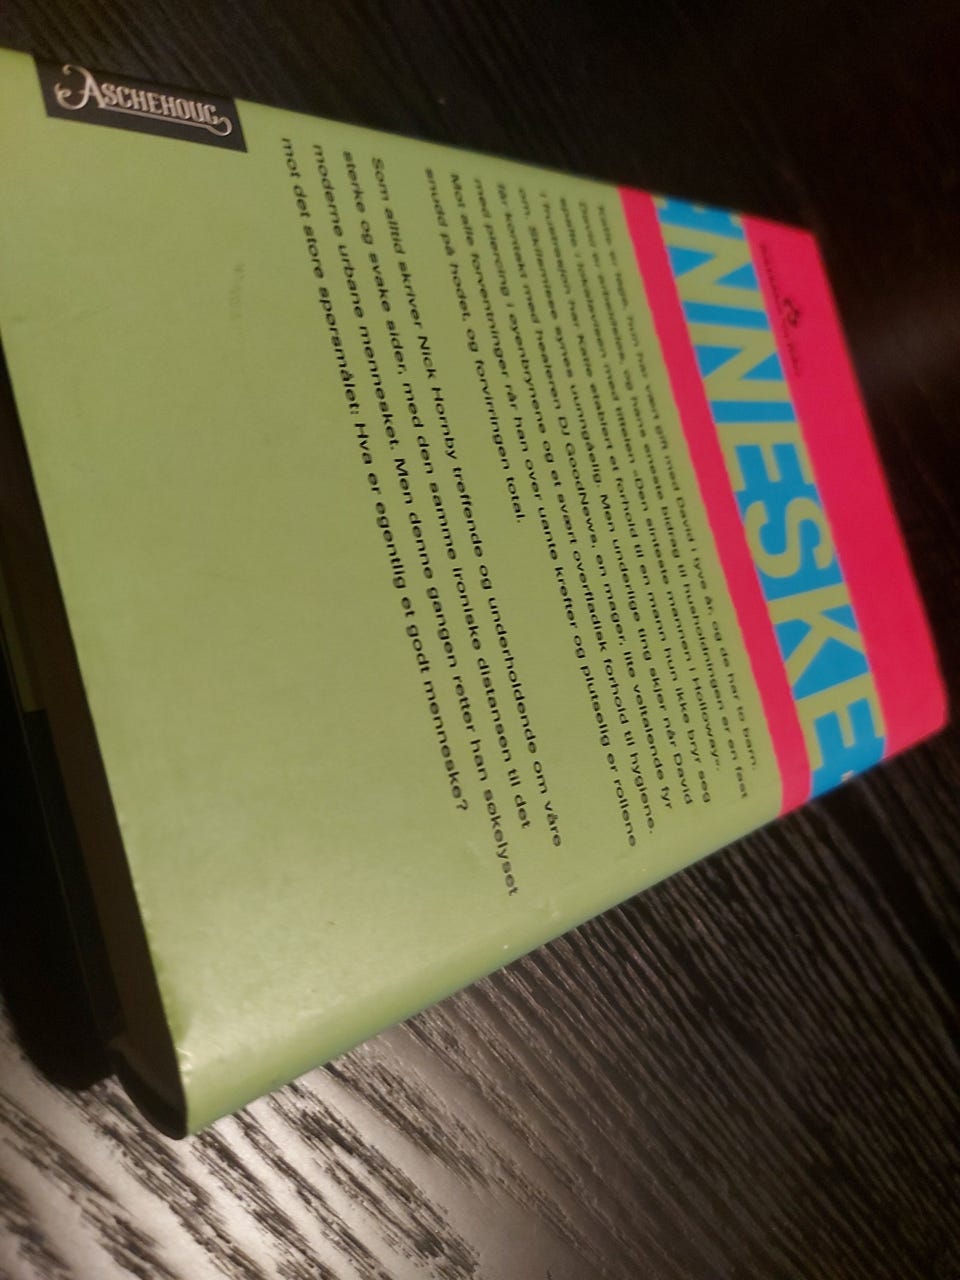 ENNESKE
Katie er lege, hun har vært gift med David i tyve år, og de har to barn.
David er arbeidsløs, og hans eneste bidrag til husholdningen er en fast
spalte i lokalavisen med tittelen «Den sinteste mannen i Holloway».
I frustrasjon har Katie etablert et forhold til en mann hun ikke bryr seg
om. Skilsmisse synes uunngåelig. Men underlige ting skjer når David
får kontakt med healeren DJ GoodNews, en mager, lite veltalende fyr
med piercing i øyenbrynene og et svært overfladisk forhold til hygiene.
Mot alle forventninger rår han over uante krefter og plutselig er rollene
snudd på hodet, og forvirringen total.
Som alltid skriver Nick Hornby treffende og underholdende om våre
sterke og svake sider, med den samme ironiske distansen til det
moderne urbane mennesket. Men denne gangen retter han søkelyset
mot det store spørsmålet: Hva er egentlig et godt menneske?
ASCHEHOUG